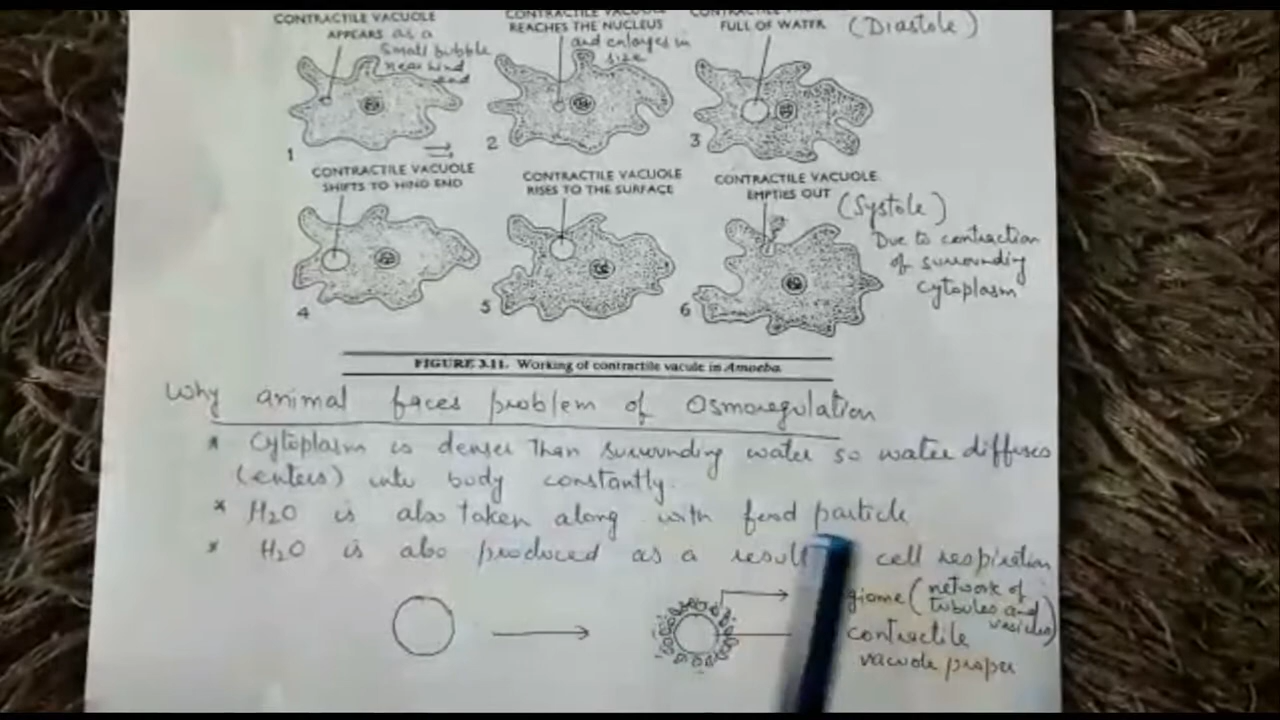 CONTRACTILE VACUOLE
APPEARS as a
small bubble
near hind
end
CONTRACTILE VACUOLE
REACHES THE NUCLEUS
and enlarges in
size
CONTRACTILE
FULL OF WATER (Diastole)
1
2
3
CONTRACTILE VACUOLE
SHIFTS TO HIND END
CONTRACTILE VACUOLE
RISES TO THE SURFACE
CONTRACTILE VACUOLE
EMPTIES OUT (Systole)
Due to contraction
of surrounding
cytoplasm
4
5
6
FIGURE 3.11. Working of contractile vacule in Amoeba
Why animal faces problem of Osmoregulation
* Cytoplasm is denser than surrounding water so water diffuses
(enters) into body constantly.
* H2O is also taken along with food particle
* H2O is also produced as a result cell respiration
giome (network of
tubules and
vesicles)
contractile
vacuole proper